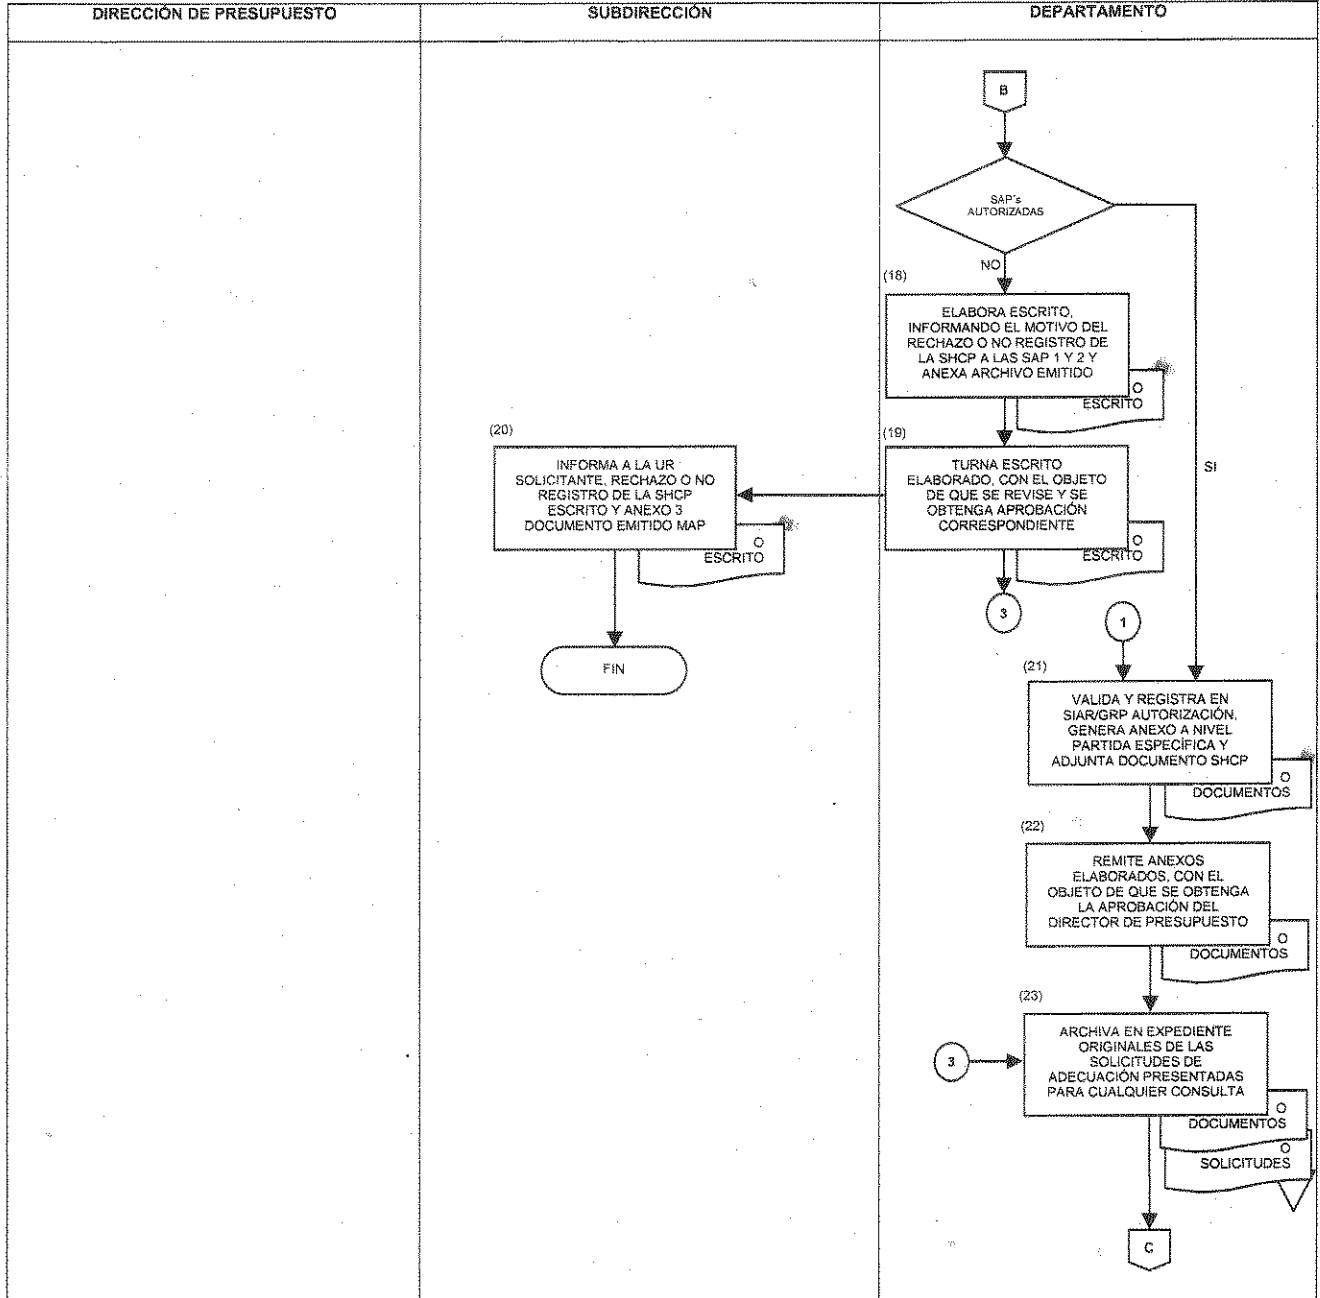 DIRECCIÓN DE PRESUPUESTO
SUBDIRECCIÓN
DEPARTAMENTO
B
SAP's
AUTORIZADAS
NO
SI
(18)
ELABORA ESCRITO,
INFORMANDO EL MOTIVO DEL
RECHAZO O NO REGISTRO DE
LA SHCP A LAS SAP 1 Y 2 Y
ANEXA ARCHIVO EMITIDO
O
ESCRITO
(19)
TURNA ESCRITO
ELABORADO, CON EL OBJETO
DE QUE SE REVISE Y SE
OBTENGA APROBACIÓN
CORRESPONDIENTE
O
ESCRITO
3
(20)
INFORMA A LA UR
SOLICITANTE, RECHAZO O NO
REGISTRO DE LA SHCP
ESCRITO Y ANEXO 3
DOCUMENTO EMITIDO MAP
O
ESCRITO
FIN
1
(21)
VALIDA Y REGISTRA EN
SIAR/GRP AUTORIZACIÓN,
GENERA ANEXO A NIVEL
PARTIDA ESPECÍFICA Y
ADJUNTA DOCUMENTO SHCP
O
DOCUMENTOS
(22)
REMITE ANEXOS
ELABORADOS, CON EL
OBJETO DE QUE SE OBTENGA
LA APROBACIÓN DEL
DIRECTOR DE PRESUPUESTO
O
DOCUMENTOS
(23)
3
ARCHIVA EN EXPEDIENTE
ORIGINALES DE LAS
SOLICITUDES DE
ADECUACIÓN PRESENTADAS
PARA CUALQUIER CONSULTA
O
DOCUMENTOS
O
SOLICITUDES
C